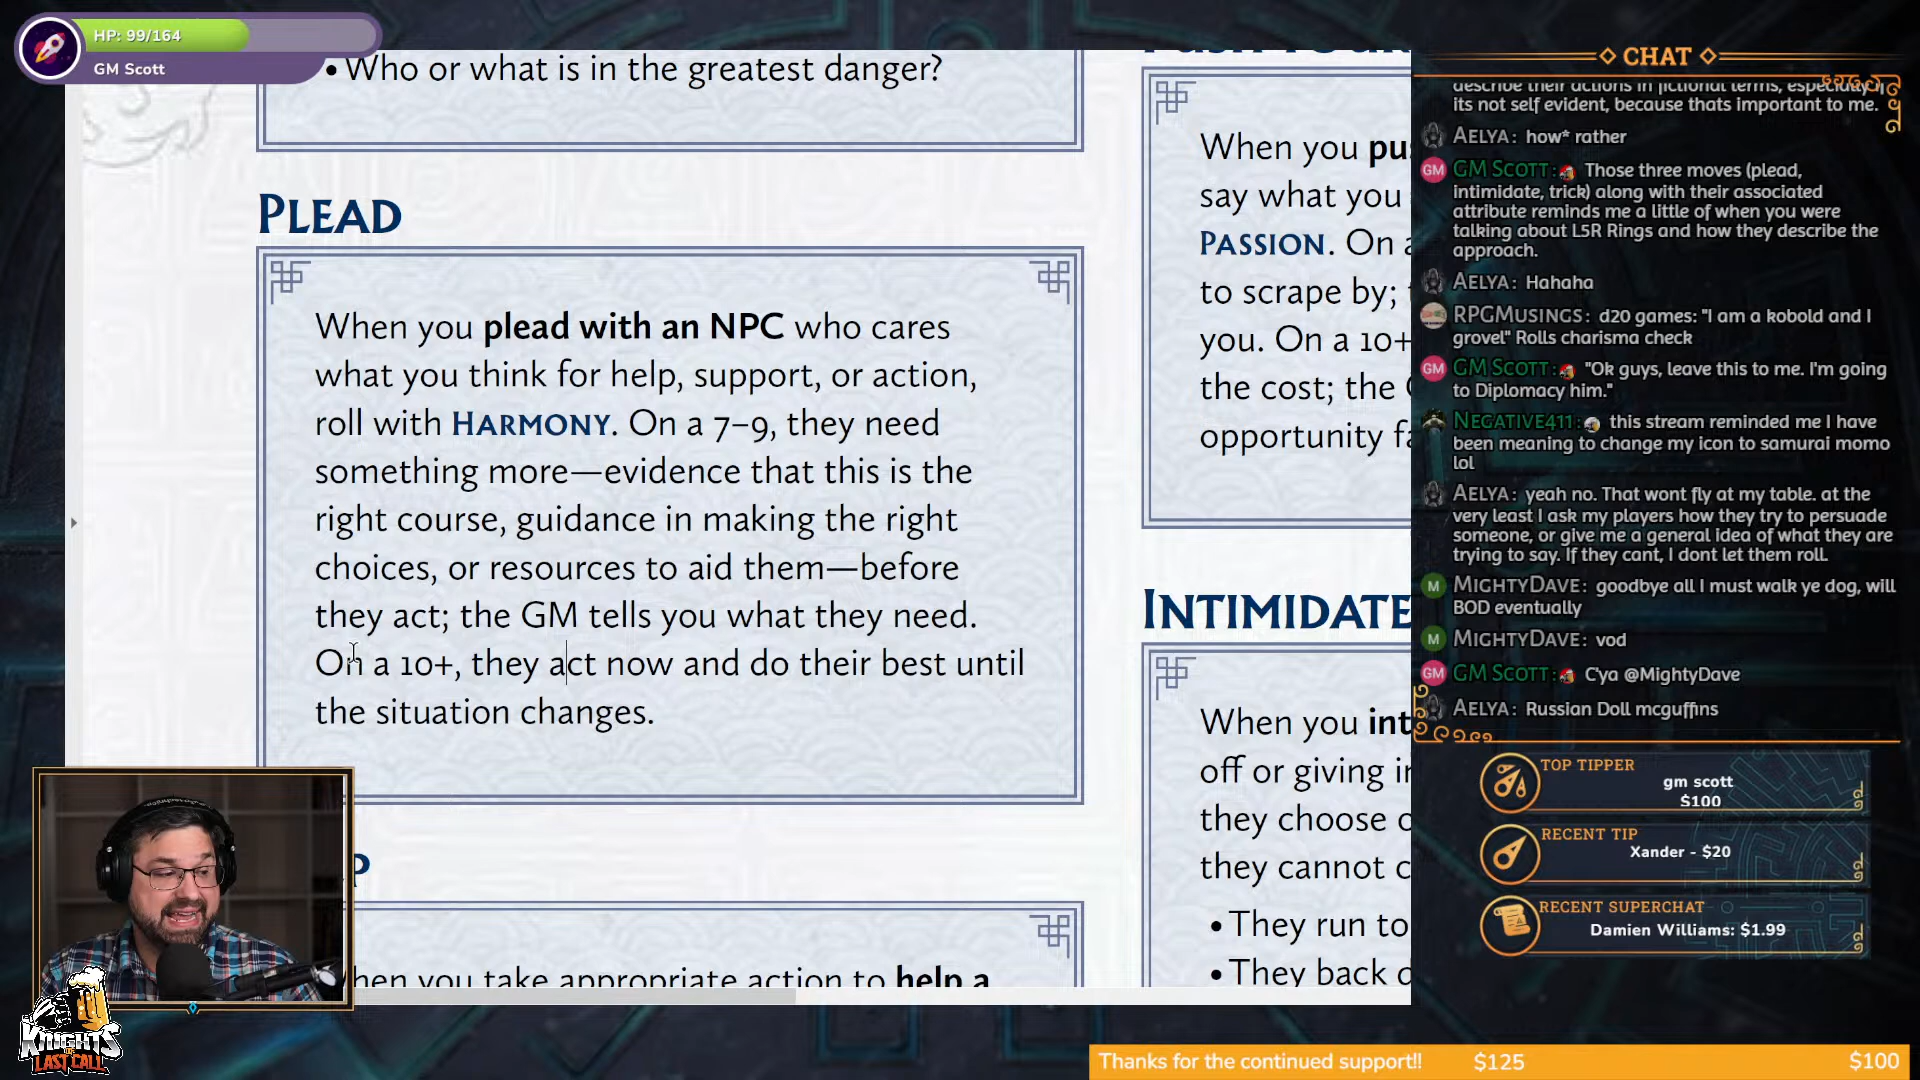 HP: 99/164
GM Scott
• Who or what is in the greatest danger?
PLEAD
When you plead with an NPC who cares
what you think for help, support, or action,
roll with HARMONY. On a 7–9, they need
something more—evidence that this is the
right course, guidance in making the right
choices, or resources to aid them—before
they act; the GM tells you what they need.
On a 10+, they act now and do their best until
the situation changes.
hen you take appropriate action to help a
When you pu
say what you
PASSION. On a
to scrape by;
you. On a 10+
the cost; the
opportunity fa
INTIMIDATE
When you int
off or giving in
they choose
they cannot c
• They run to
• They back
CHAT
describe their actions in fictional terms, especially
its not self evident, because thats important to me.
AELYA: how* rather
GM SCOTT: Those three moves (plead,
intimidate, trick) along with their associated
attribute reminds me a little of when you were
talking about L5R Rings and how they describe the
approach.
AELYA: Hahaha
RPGMUSINGS: d20 games: "I am a kobold and I
grovel" Rolls charisma check
GM SCOTT: "Ok guys, leave this to me. I'm going
to Diplomacy him."
NEGATIVE411: this stream reminded me I have
been meaning to change my icon to samurai momo
lol
AELYA: yeah no. That wont fly at my table. at the
very least I ask my players how they try to persuade
someone, or give me a general idea of what they are
trying to say. If they cant, I dont let them roll.
MIGHTYDAVE: goodbye all I must walk ye dog, will
BOD eventually
MIGHTYDAVE: vod
GM SCOTT: C'ya @MightyDave
AELYA: Russian Doll mcguffins
TOP TIPPER
gm scott
$100
RECENT TIP
Xander - $20
RECENT SUPERCHAT
Damien Williams: $1.99
KNIGHTS
LAST CALL
Thanks for the continued support!! $125 $100